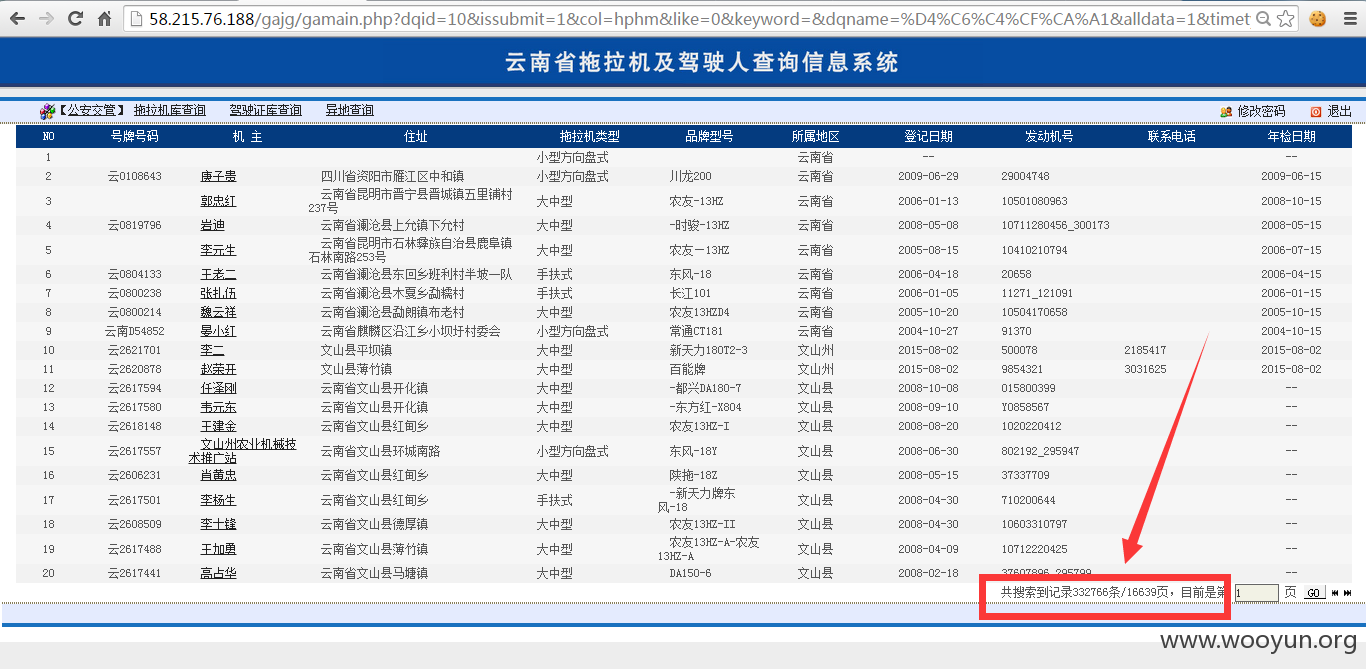 58.215.76.188/gajg/gamain.php?dqid=10&issubmit=1&col=hphm&like=0&keyword=&dqname=%D4%C6%C4%CF%CA%A1&alldata=1&timet
云南省拖拉机及驾驶人查询信息系统
【公安交管】 拖拉机库查询 驾驶证库查询 异地查询 修改密码 退出
NO 号牌号码 机 主 住址 拖拉机类型 品牌型号 所属地区 登记日期 发动机号 联系电话 年检日期
1 小型方向盘式 云南省 -- --
2 云0108643 康子贵 四川省资阳市雁江区中和镇 小型方向盘式 川龙200 云南省 2009-06-29 29004748 2009-06-15
3 郭忠红 云南省昆明市晋宁县晋城镇五里铺村 大中型 农友-13HZ 云南省 2006-01-13 10501080963 2008-10-15
237号
4 云0819796 岩迪 云南省澜沧县上允镇下允村 大中型 -时骏-13HZ 云南省 2008-05-08 10711280456_300173 2008-05-15
5 李元生 云南省昆明市石林彝族自治县鹿阜镇 大中型 农友－13HZ 云南省 2005-08-15 10410210794 2006-07-15
石林南路253号
6 云0804133 王老二 云南省澜沧县东回乡班利村半坡一队 手扶式 东风-18 云南省 2006-04-18 20658 2006-04-15
7 云0800238 张扎伍 云南省澜沧县木戛乡勐糯村 手扶式 长江101 云南省 2006-01-05 11271_121091 2006-01-15
8 云0800214 魏云祥 云南省澜沧县勐朗镇布老村 大中型 农友13HZD4 云南省 2005-10-20 10504170658 2005-10-15
9 云南D54852 晏小红 云南省麒麟区沿江乡小坝圩村委会 小型方向盘式 常通CT181 云南省 2004-10-27 91370 2004-10-15
10 云2621701 李二 文山县平坝镇 大中型 新天力180T2-3 文山州 2015-08-02 500078 2185417 2015-08-02
11 云2620878 赵荣开 文山县薄竹镇 大中型 百能牌 文山州 2015-08-02 9854321 3031625 2015-08-02
12 云2617594 任泽刚 云南省文山县开化镇 大中型 -都兴DA180-7 文山县 2008-10-08 015800399 --
13 云2617580 韦元东 云南省文山县开化镇 大中型 -东方红-X804 文山县 2008-09-10 Y0858567 --
14 云2618148 王建金 云南省文山县红甸乡 大中型 农友13HZ-I 文山县 2008-08-20 1020220412 --
15 云2617557 文山州农业机械技 云南省文山县环城南路 小型方向盘式 东风-18Y 文山县 2008-06-30 802192_295947 --
术推广站
16 云2606231 肖黄忠 云南省文山县红甸乡 大中型 陕拖-18Z 文山县 2008-05-15 37337709 --
17 云2617501 李杨生 云南省文山县红甸乡 手扶式 -新天力牌东 文山县 2008-04-30 710200644 --
风-18
18 云2608509 李十锋 云南省文山县德厚镇 大中型 农友13HZ-II 文山县 2008-04-30 10603310797 --
19 云2617488 王加勇 云南省文山县薄竹镇 大中型 农友13HZ-A-农友 文山县 2008-04-09 10712220425 --
13HZ-A
20 云2617441 高占华 云南省文山县马塘镇 大中型 DA150-6 文山县 2008-02-18 37607896_295799 --
共搜索到记录332766条/16639页，目前是第 1 页 GO
www.wooyun.org